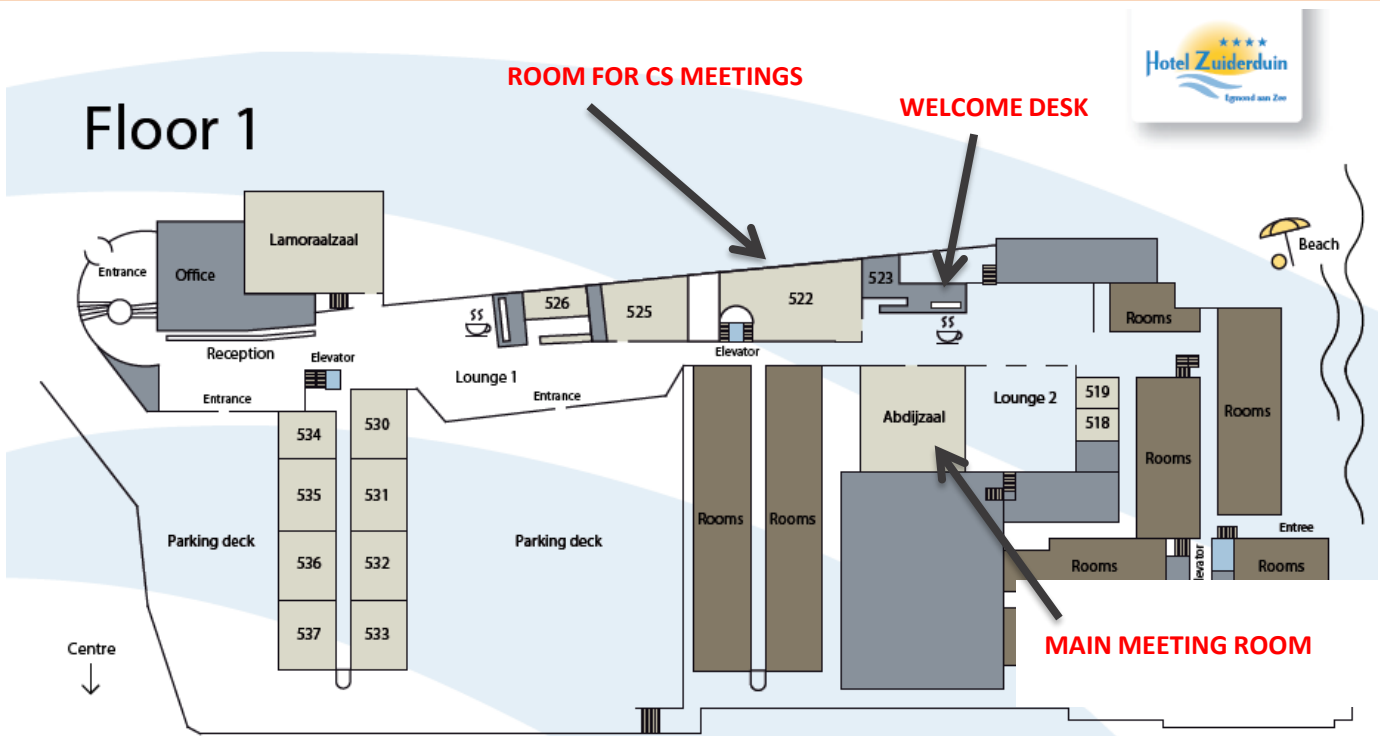 Hotel Zuiderduin
Egmond aan Zee
ROOM FOR CS MEETINGS
WELCOME DESK
Floor 1
Lamoraalzaal
Entrance
Office
Beach
523
526
525
522
Rooms
Reception
Elevator
Elevator
Lounge 1
Entrance
Entrance
519
Lounge 2
518
Abdijzaal
Rooms
530
534
Rooms
535
531
Rooms
Rooms
Entree
Parking deck
Parking deck
536
532
Rooms
levator
Rooms
537
533
MAIN MEETING ROOM
Centre